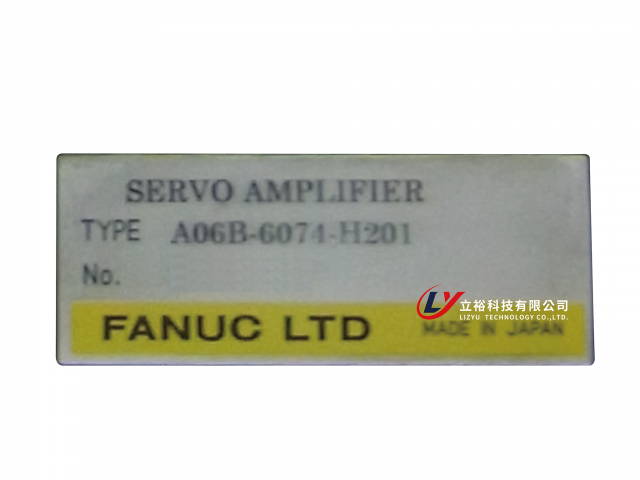 SERVO AMPLIFIER
TYPE A06B-6074-H201
No.
LY 立裕科技有限公司
LIZYU TECHNOLOGY CO.,LTD.
FANUC LTD MADE IN JAPAN